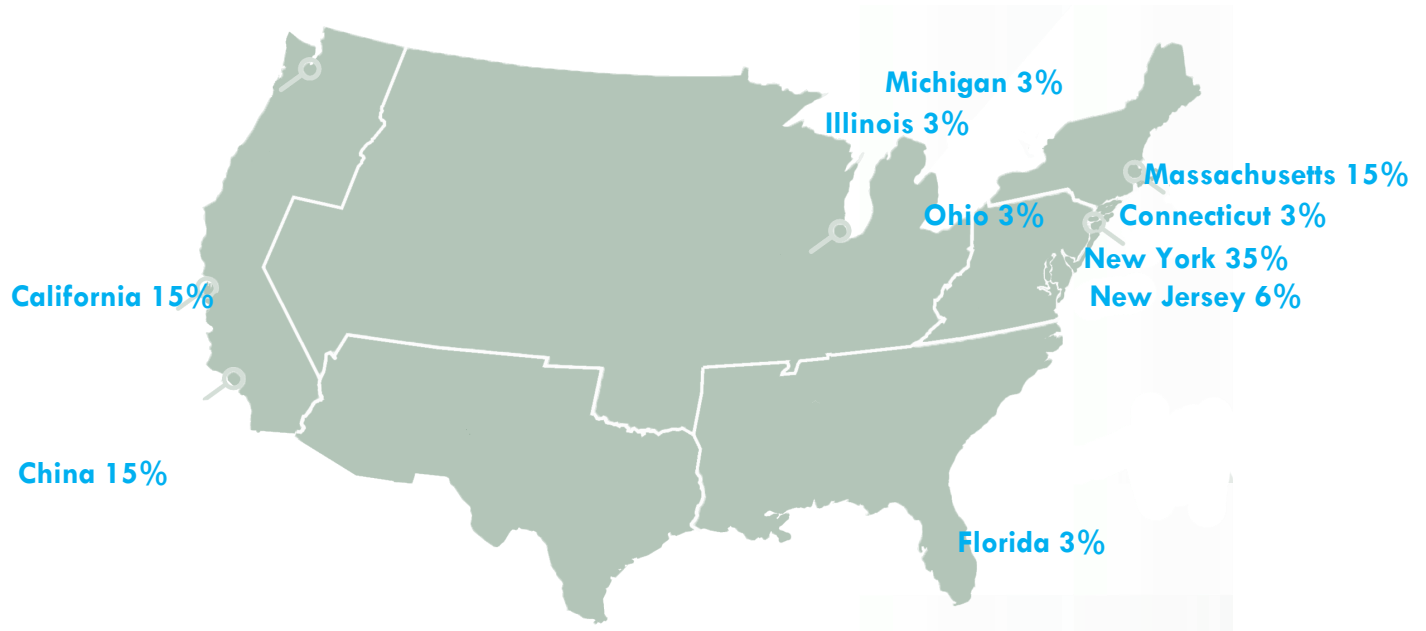 Michigan 3%
Illinois 3%
Massachusetts 15%
Ohio 3%
Connecticut 3%
New York 35%
California 15%
New Jersey 6%
China 15%
Florida 3%